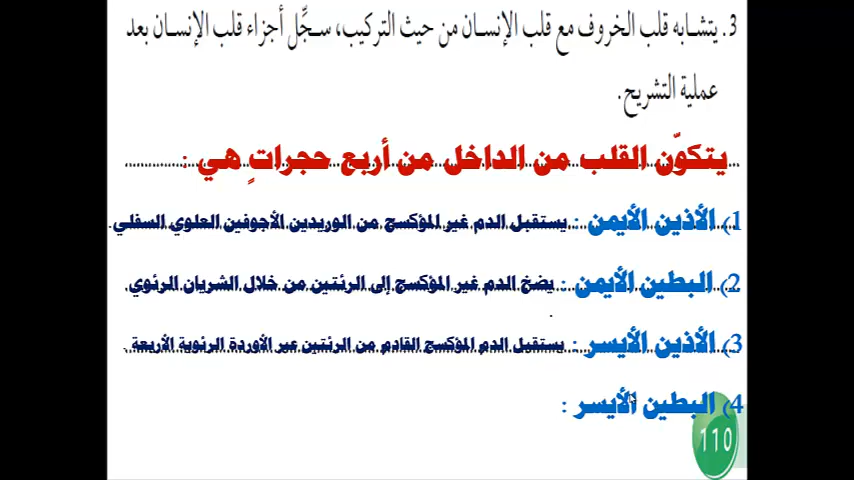 3. يتشابه قلب الخروف مع قلب الإنسان من حيث التركيب، سجَّل أجزاء قلب الإنسان بعد
عملية التشريح.
يتكوّن القلب من الداخل من أربع حجراتٍ هي :
1) الأذين الأيمن : يستقبل الدم غير المؤكسج من الوريدين الأجوفين العلوي السفلي.
2) البطين الأيمن : يضخ الدم غير المؤكسج إلى الرئتين من خلال الشريان الرئوي
3) الأذين الأيسر : يستقبل الدم المؤكسج القادم من الرئتين عبر الأوردة الرئوية الأربعة
4) البطين الأيسر :
110